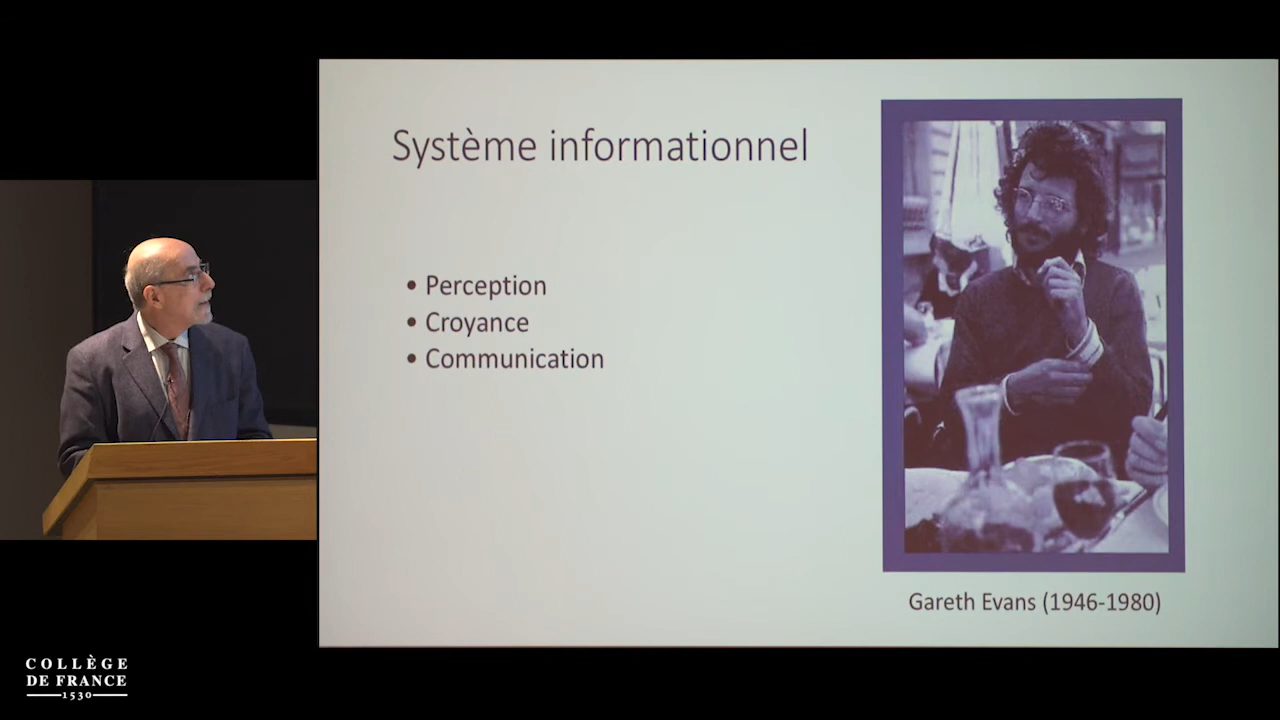 Système informationnel
• Perception
• Croyance
• Communication
Gareth Evans (1946-1980)
COLLÈGE
DE FRANCE
1530